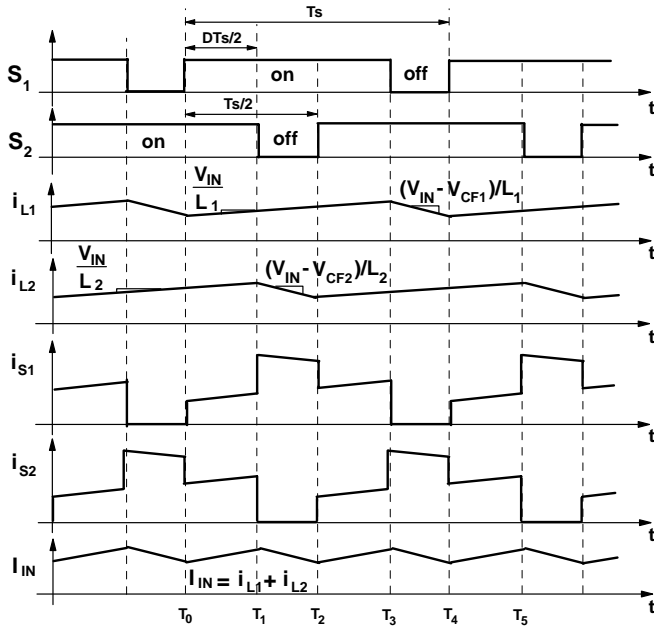 Ts
DTs/2
S1
on
off
t
Ts/2
S2
on
off
t
VIN
L1
(VIN - VCF1)/L1
iL1
t
VIN
L2
(VIN - VCF2)/L2
iL2
t
iS1
t
iS2
t
IIN
IIN = iL1 + iL2
t
T0 T1 T2 T3 T4 T5